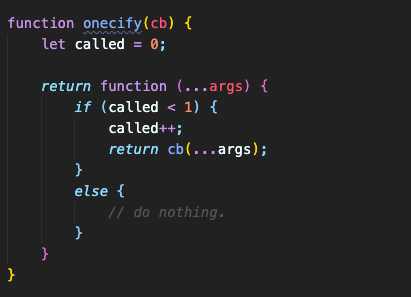 function onecify(cb) {
    let called = 0;

    return function (...args) {
        if (called < 1) {
            called++;
            return cb(...args);
        }
        else {
            // do nothing.
        }
    }
}